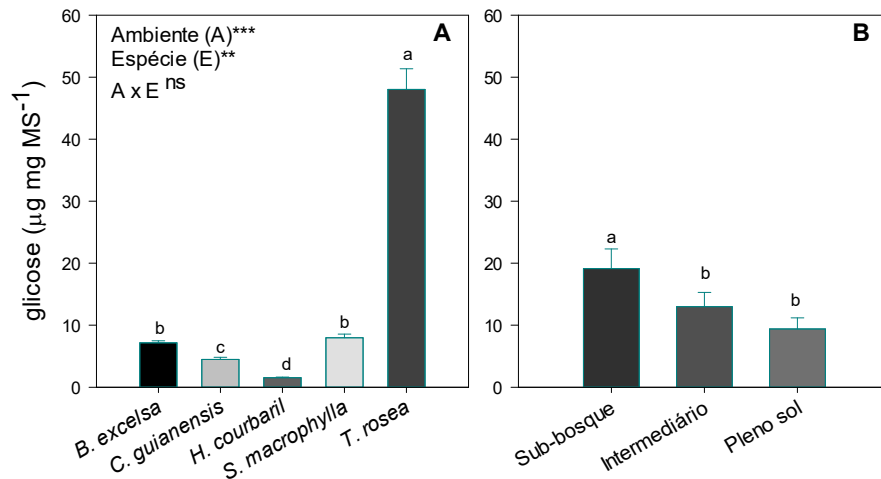 glicose (µg mg MS⁻¹)
60
50
40
30
20
10
0
Ambiente (A)***
Espécie (E)**
A x E ns
A
b
c
d
b
a
B. excelsa
C. guianensis
H. courbaril
S. macrophylla
T. rosea
60
50
40
30
20
10
0
B
a
b
b
Sub-bosque
Intermediário
Pleno sol